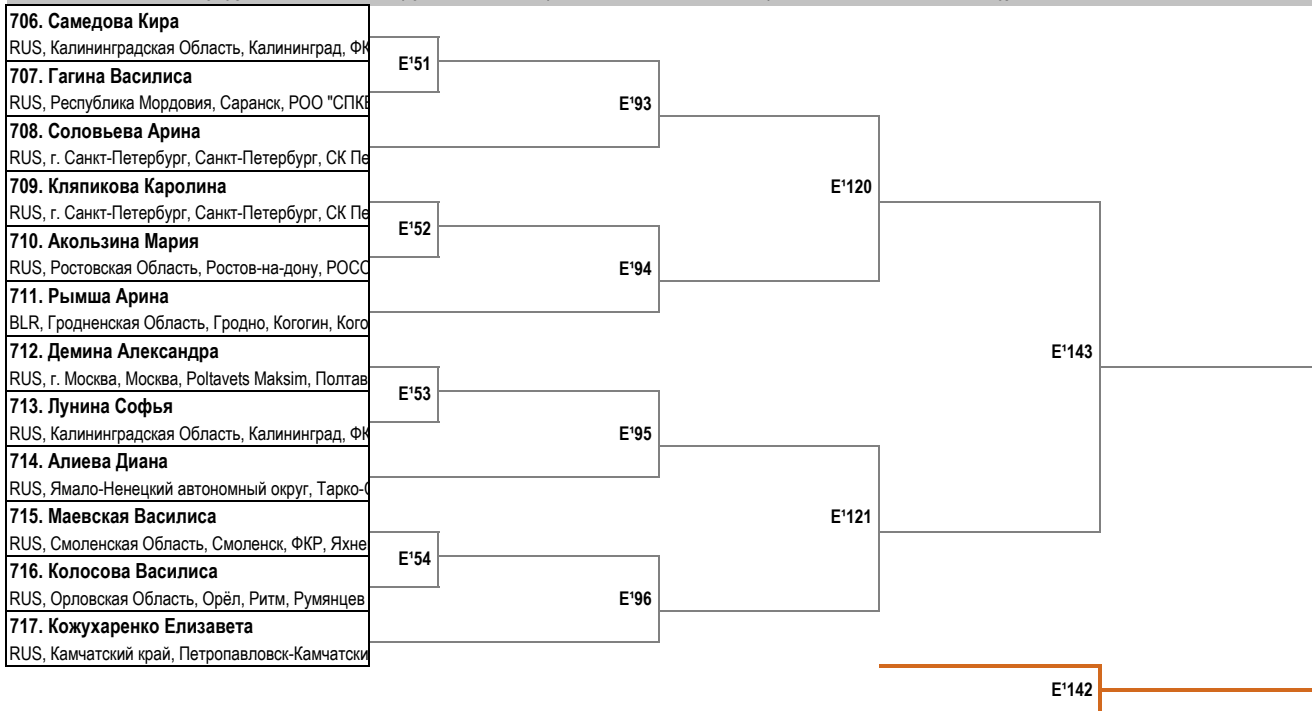 706. Самедова Кира
RUS, Калининградская Область, Калининград, ФК
707. Гагина Василиса
RUS, Республика Мордовия, Саранск, РОО "СПКЕ
708. Соловьева Арина
RUS, г. Санкт-Петербург, Санкт-Петербург, СК Пе
709. Кляпикова Каролина
RUS, г. Санкт-Петербург, Санкт-Петербург, СК Пе
710. Акользина Мария
RUS, Ростовская Область, Ростов-на-дону, РОСС
711. Рымша Арина
BLR, Гродненская Область, Гродно, Когогин, Кого
712. Демина Александра
RUS, г. Москва, Москва, Poltavets Maksim, Полтав
713. Лунина Софья
RUS, Калининградская Область, Калининград, ФК
714. Алиева Диана
RUS, Ямало-Ненецкий автономный округ, Тарко-
715. Маевская Василиса
RUS, Смоленская Область, Смоленск, ФКР, Яхне
716. Колосова Василиса
RUS, Орловская Область, Орёл, Ритм, Румянцев
717. Кожухаренко Елизавета
RUS, Камчатский край, Петропавловск-Камчатски
E¹51
E¹52
E¹53
E¹54
E¹93
E¹94
E¹95
E¹96
E¹120
E¹121
E¹143
E¹142